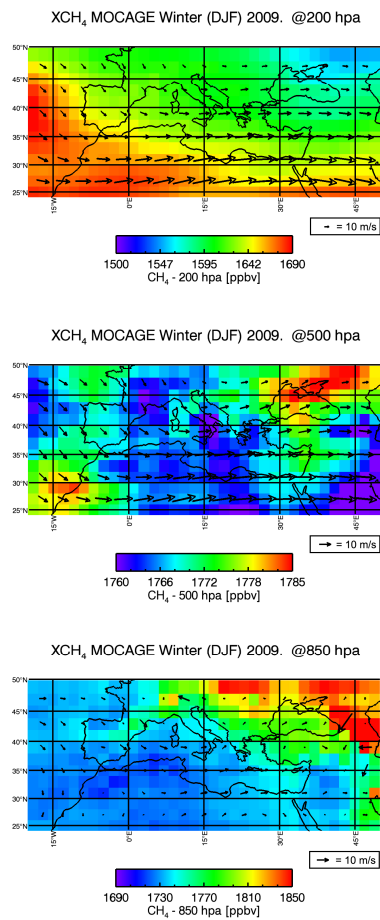 XCH₄ MOCAGE Winter (DJF) 2009. @200 hpa
50°N
45°N
40°N
35°N
30°N
25°N
15°W 0°E 15°E 30°E 45°E
= 10 m/s
1500 1547 1595 1642 1690
CH₄ - 200 hpa [ppbv]
XCH₄ MOCAGE Winter (DJF) 2009. @500 hpa
50°N
45°N
40°N
35°N
30°N
25°N
15°W 0°E 15°E 30°E 45°E
= 10 m/s
1760 1766 1772 1778 1785
CH₄ - 500 hpa [ppbv]
XCH₄ MOCAGE Winter (DJF) 2009. @850 hpa
50°N
45°N
40°N
35°N
30°N
25°N
15°W 0°E 15°E 30°E 45°E
= 10 m/s
1690 1730 1770 1810 1850
CH₄ - 850 hpa [ppbv]